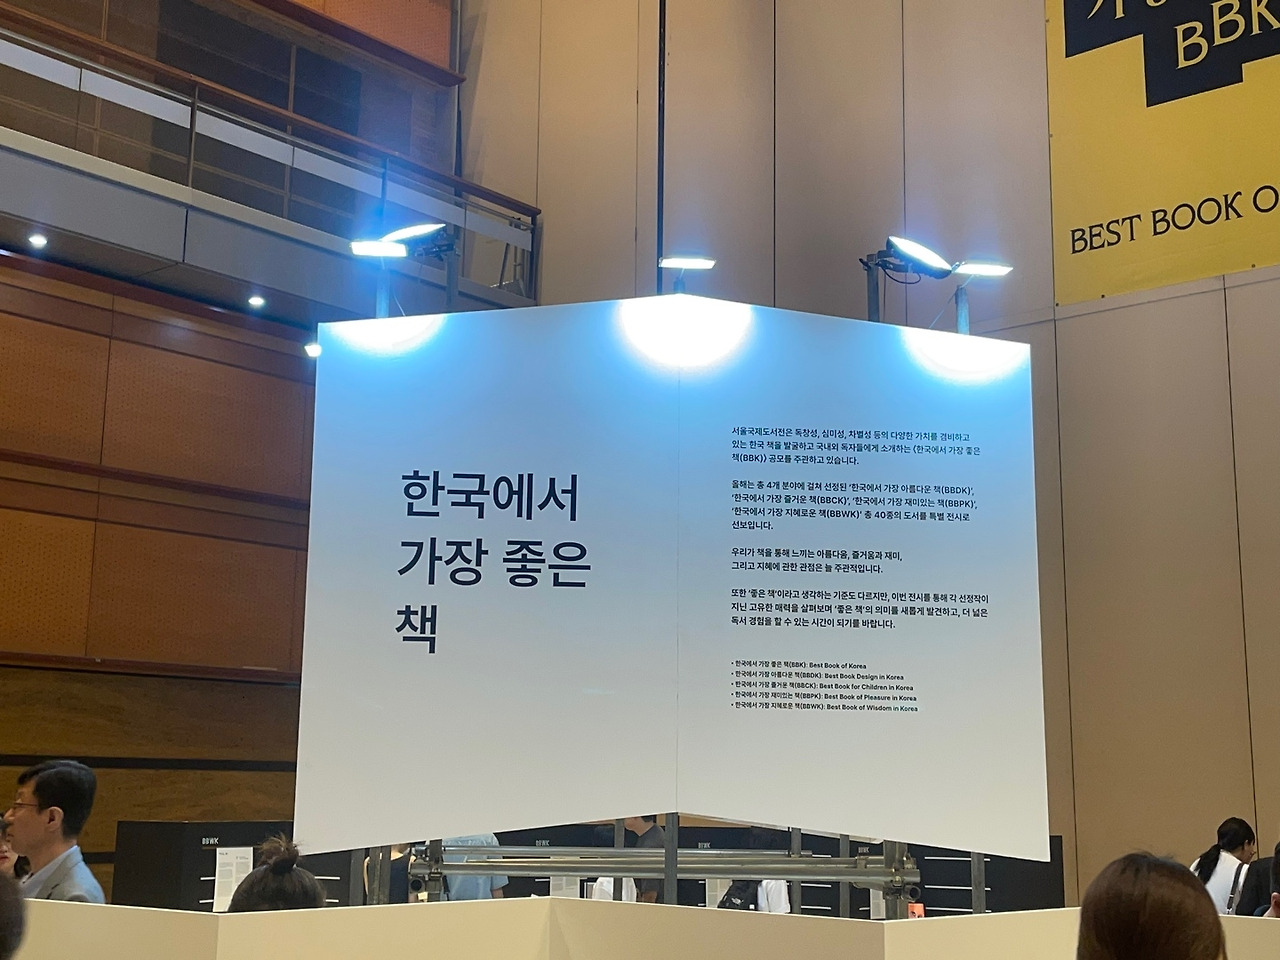 한국에서
가장 좋은
책
서울국제도서전은 독창성, 심미성, 차별성 등의 다양한 가치를 겸비하고
있는 한국 책을 발굴하고 국내외 독자들에게 소개하는 〈한국에서 가장 좋은
책(BBK)〉 공모를 주관하고 있습니다.
올해는 총 4개 분야에 걸쳐 선정된 '한국에서 가장 아름다운 책(BBDK)',
'한국에서 가장 즐거운 책(BBCK)', '한국에서 가장 재미있는 책(BBPK)',
'한국에서 가장 지혜로운 책(BBWK)' 총 40종의 도서를 특별 전시로
선보입니다.
우리가 책을 통해 느끼는 아름다움, 즐거움과 재미,
그리고 지혜에 관한 관점은 늘 주관적입니다.
또한 '좋은 책'이라고 생각하는 기준도 다르지만, 이번 전시를 통해 각 선정작이
지닌 고유한 매력을 살펴보며 '좋은 책'의 의미를 새롭게 발견하고, 더 넓은
독서 경험을 할 수 있는 시간이 되기를 바랍니다.
• 한국에서 가장 좋은 책(BBK): Best Book of Korea
• 한국에서 가장 아름다운 책(BBDK): Best Book Design in Korea
• 한국에서 가장 즐거운 책(BBCK): Best Book for Children in Korea
• 한국에서 가장 재미있는 책(BBPK): Best Book of Pleasure in Korea
• 한국에서 가장 지혜로운 책(BBWK): Best Book of Wisdom in Korea
BBK
BEST BOOK O
BBWK
BBWK
BBWK